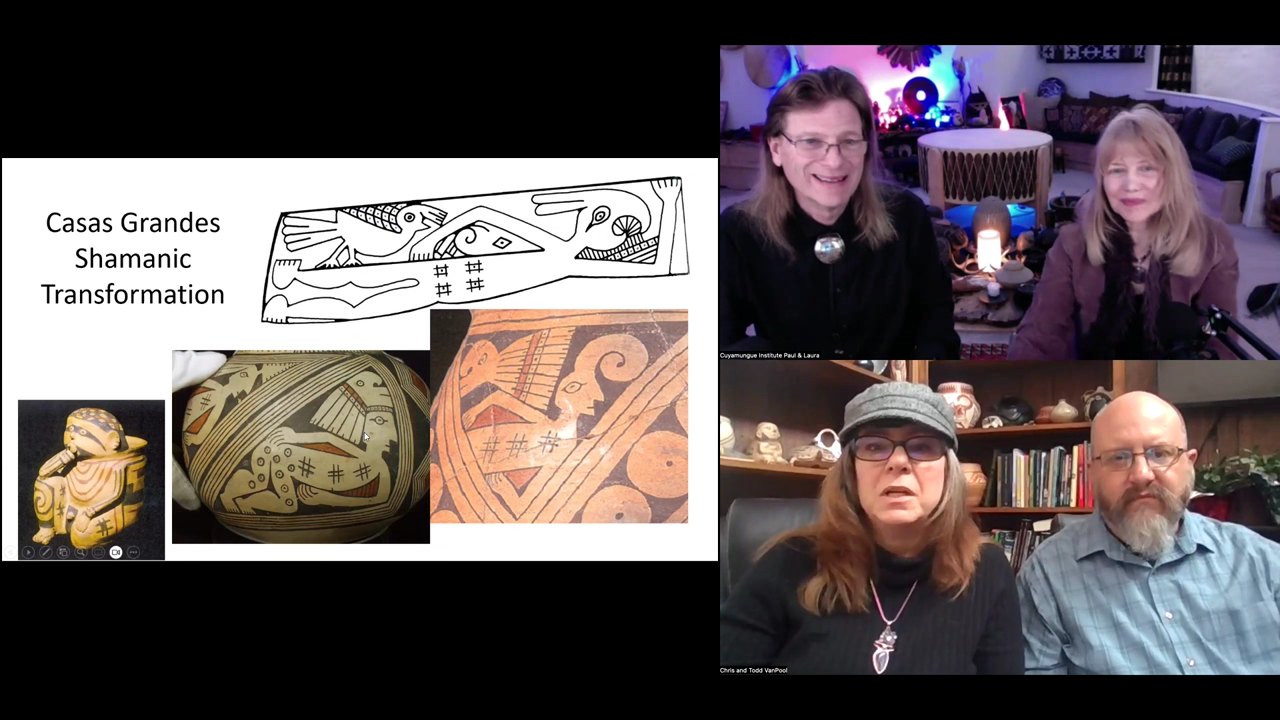 Casas Grandes
Shamanic
Transformation
Cuyamungue Institute Paul & Laura
Chris and Todd VanPool